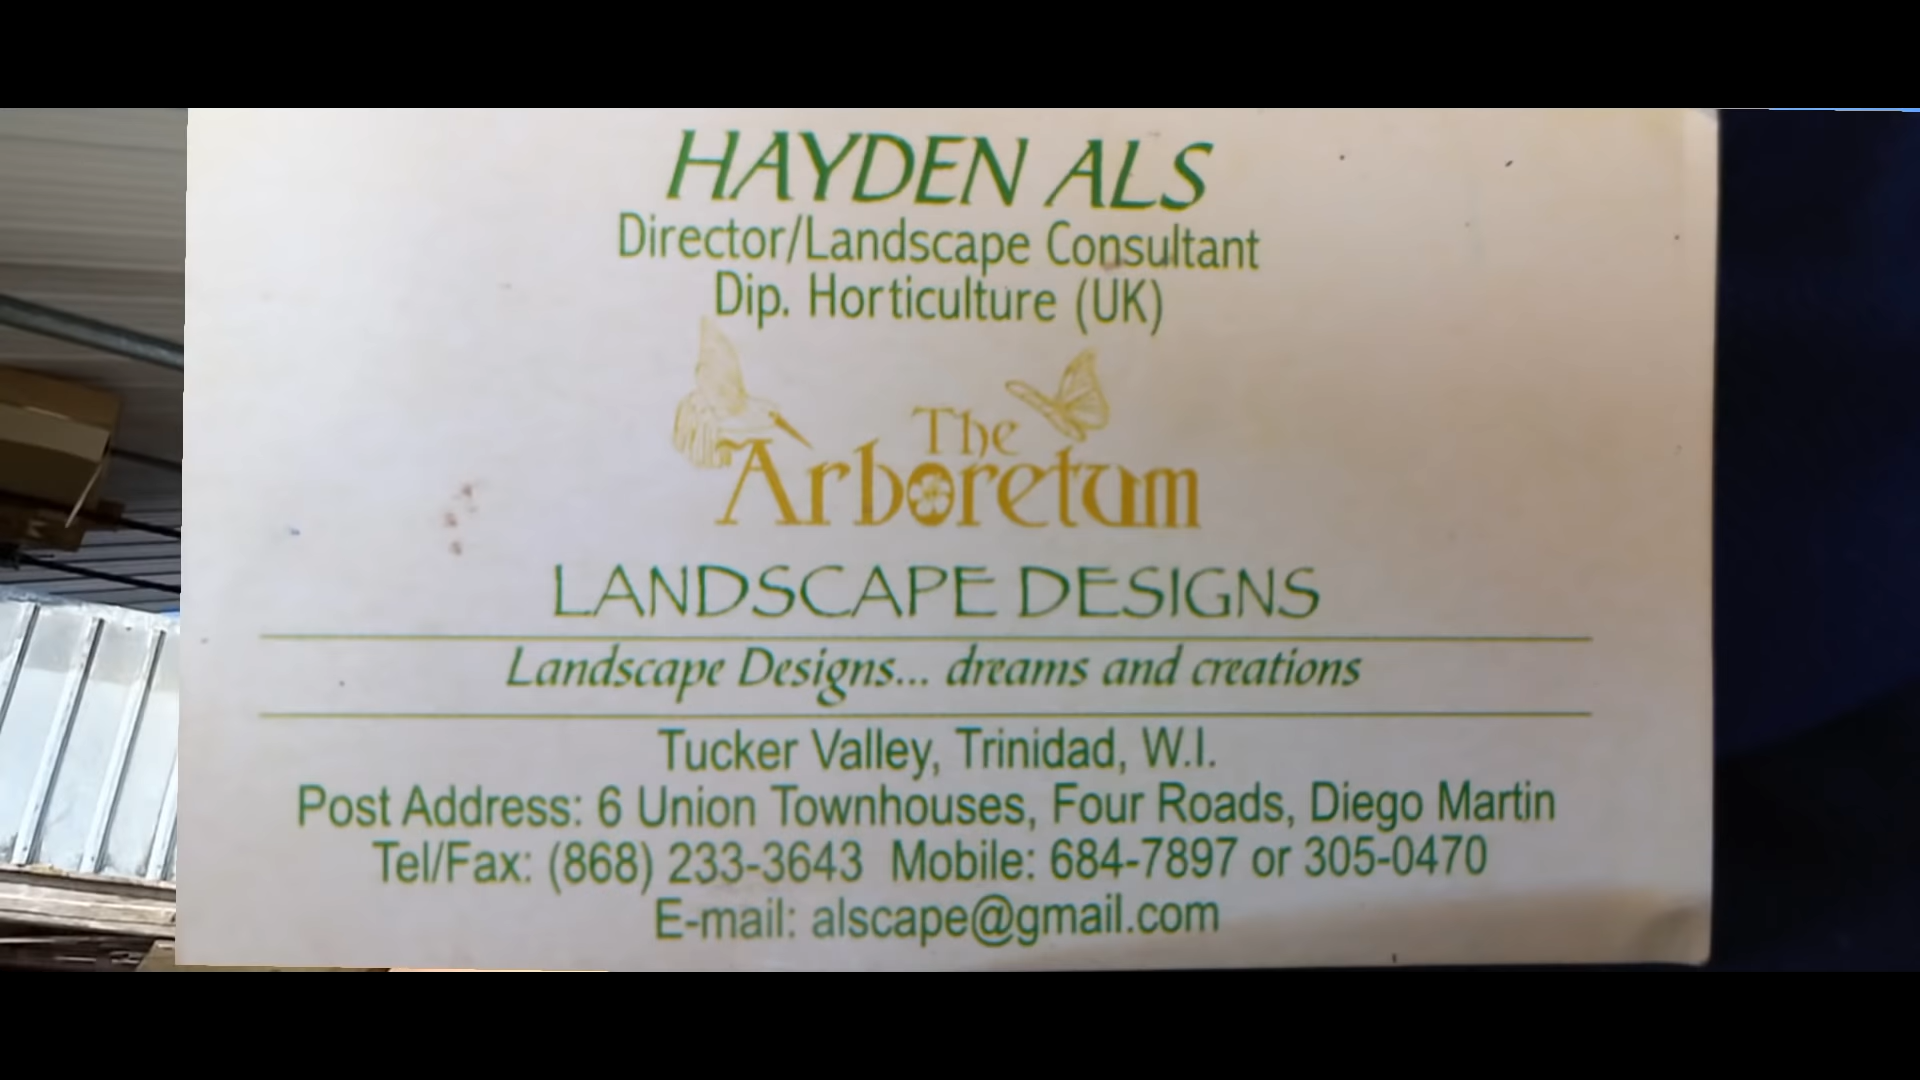 HAYDEN ALS
Director/Landscape Consultant
Dip. Horticulture (UK)
The
Arboretum
LANDSCAPE DESIGNS
Landscape Designs... dreams and creations
Tucker Valley, Trinidad, W.I.
Post Address: 6 Union Townhouses, Four Roads, Diego Martin
Tel/Fax: (868) 233-3643 Mobile: 684-7897 or 305-0470
E-mail: alscape@gmail.com